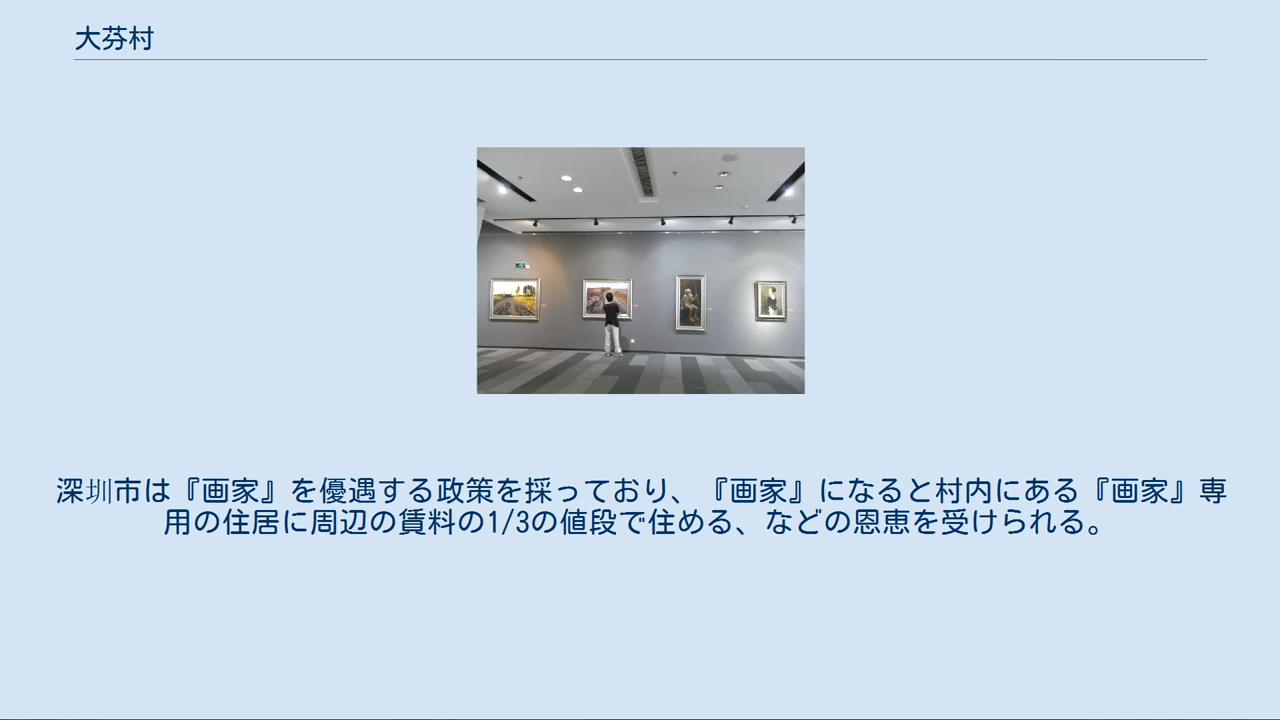 大芬村
深圳市は『画家』を優遇する政策を採っており、『画家』になると村内にある『画家』専
用の住居に周辺の賃料の1/3の値段で住める、などの恩恵を受けられる。